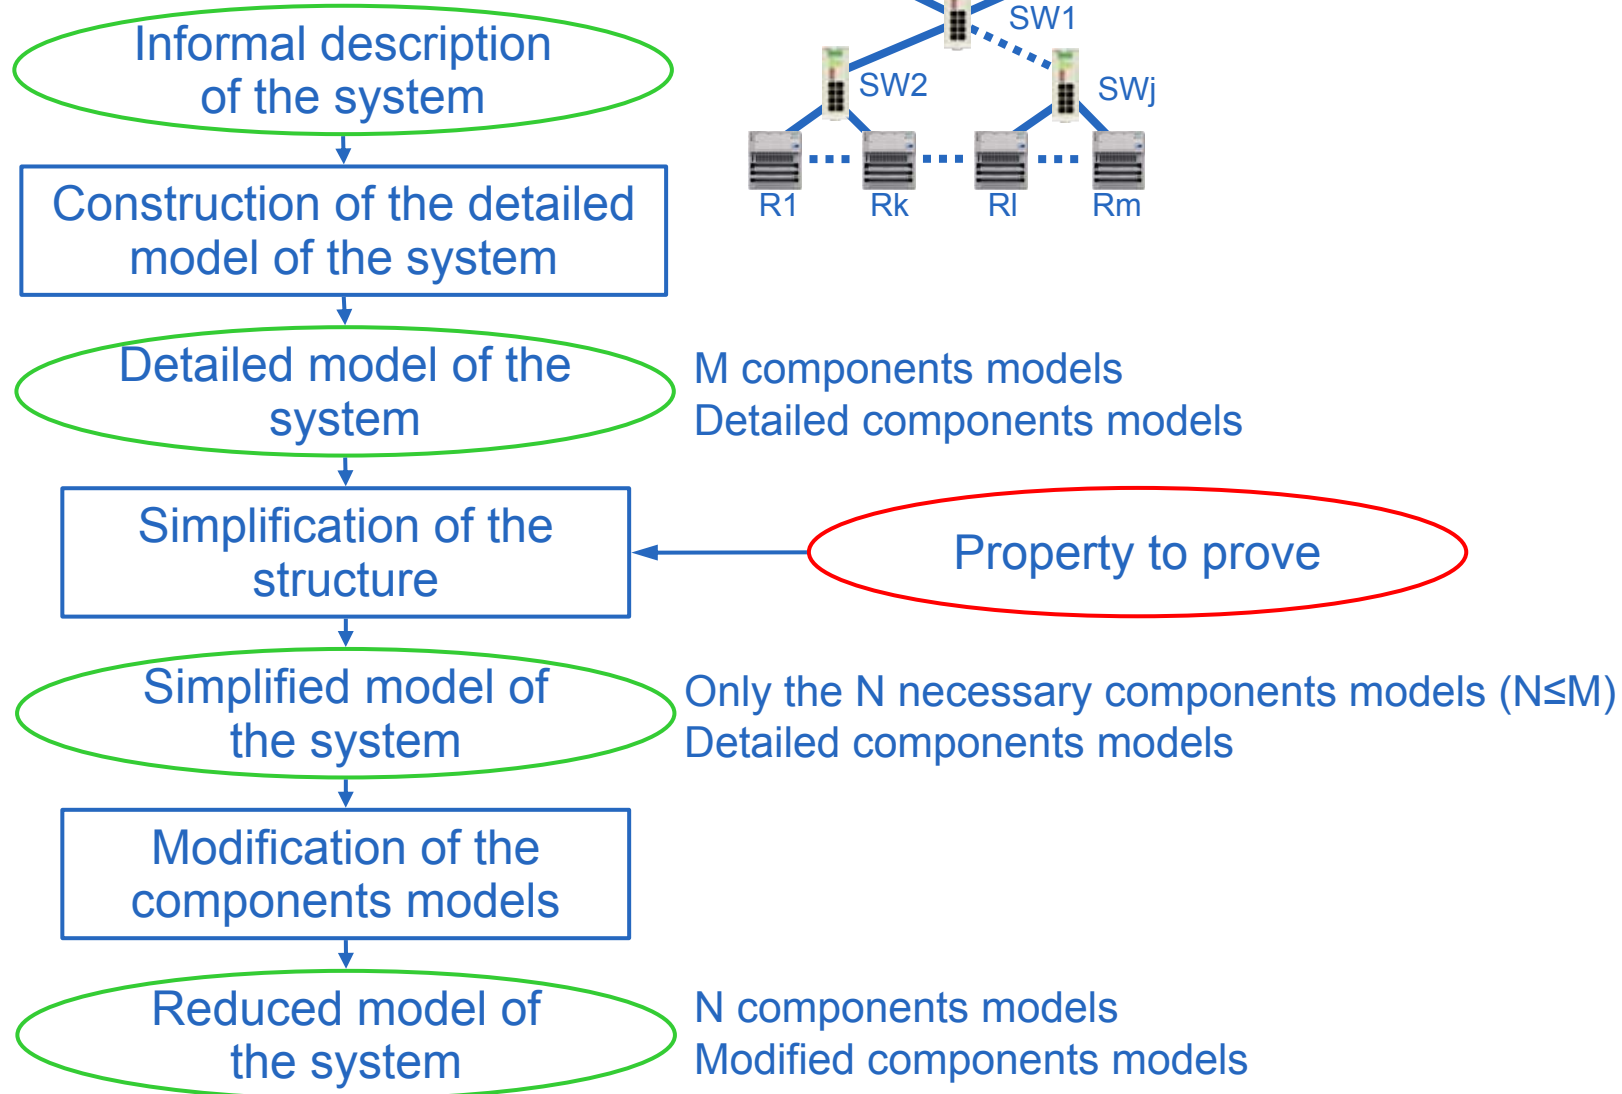 SW1
Informal description
of the system
SW2
SWj
R1
Rk
Rl
Rm
Construction of the detailed
model of the system
Detailed model of the
system
M components models
Detailed components models
Simplification of the
structure
Property to prove
Simplified model of
the system
Only the N necessary components models (N≤M)
Detailed components models
Modification of the
components models
Reduced model of
the system
N components models
Modified components models